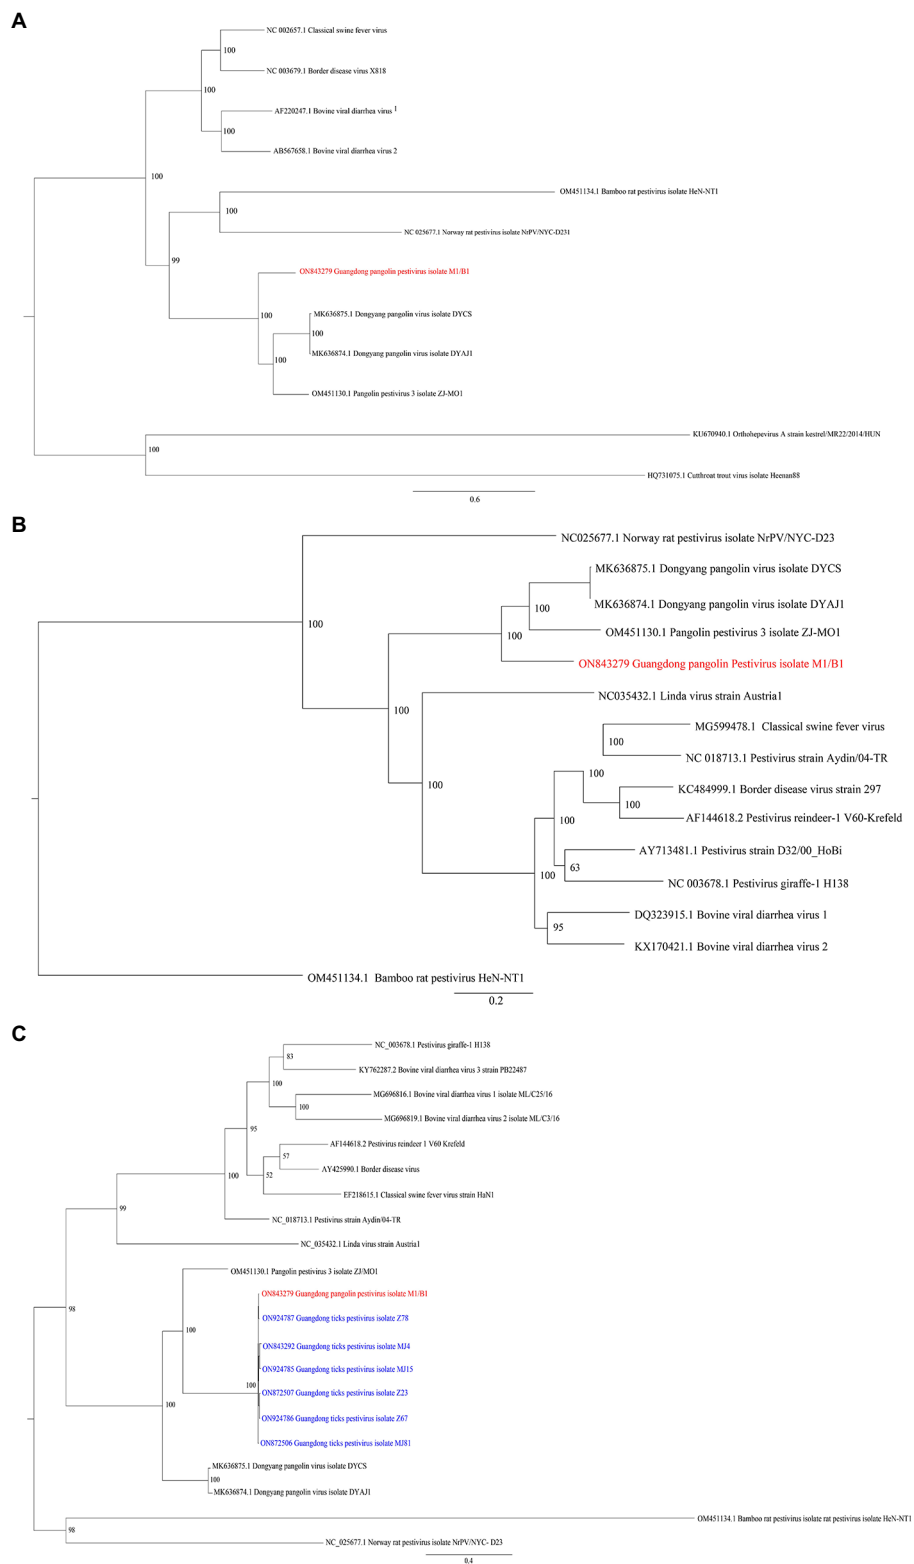 A
NC 002657.1 Classical swine fever virus
100
NC 003679.1 Border disease virus X818
100
AF220247.1 Bovine viral diarrhea virus 1
100
AB567658.1 Bovine viral diarrhea virus 2
100
OM451134.1 Bamboo rat pestivirus isolate HeN-NT1
100
NC 025677.1 Norway rat pestivirus isolate NrPV/NYC-D231
99
ON843279 Guangdong pangolin pestivirus isolate M1/B1
100
MK636875.1 Dongyang pangolin virus isolate DYCS
100
MK636874.1 Dongyang pangolin virus isolate DYAJ1
100
OM451130.1 Pangolin pestivirus 3 isolate ZJ-MO1
KU670940.1 Orthohepevirus A strain kestrel/MR22/2014/HUN
100
HQ731075.1 Cutthroat trout virus isolate Heenan88
0.6
B
NC025677.1 Norway rat pestivirus isolate NrPV/NYC-D23
MK636875.1 Dongyang pangolin virus isolate DYCS
100
MK636874.1 Dongyang pangolin virus isolate DYAJ1
100
OM451130.1 Pangolin pestivirus 3 isolate ZJ-MO1
100
ON843279 Guangdong pangolin Pestivirus isolate M1/B1
NC035432.1 Linda virus strain Austria1
100
MG599478.1 Classical swine fever virus
100
NC 018713.1 Pestivirus strain Aydin/04-TR
100
100
KC484999.1 Border disease virus strain 297
100
AF144618.2 Pestivirus reindeer-1 V60-Krefeld
100
AY713481.1 Pestivirus strain D32/00_HoBi
63
100
NC 003678.1 Pestivirus giraffe-1 H138
DQ323915.1 Bovine viral diarrhea virus 1
95
KX170421.1 Bovine viral diarrhea virus 2
OM451134.1 Bamboo rat pestivirus HeN-NT1
0.2
C
NC_003678.1 Pestivirus giraffe-1 H138
83
KY762287.2 Bovine viral diarrhea virus 3 strain PB22487
100
MG696816.1 Bovine viral diarrhea virus 1 isolate ML/C25/16
100
MG696819.1 Bovine viral diarrhea virus 2 isolate ML/C3/16
95
AF144618.2 Pestivirus reindeer 1 V60 Krefeld
57
AY425990.1 Border disease virus
52
100
EF218615.1 Classical swine fever virus strain HaN1
99
NC_018713.1 Pestivirus strain Aydin/04-TR
NC_035432.1 Linda virus strain Austria1
OM451130.1 Pangolin pestivirus 3 isolate ZJ/MO1
ON843279 Guangdong pangolin pestivirus isolate M1/B1
98
ON924787 Guangdong ticks pestivirus isolate Z78
100
ON843292 Guangdong ticks pestivirus isolate MJ4
ON924785 Guangdong ticks pestivirus isolate MJ15
100
ON872507 Guangdong ticks pestivirus isolate Z23
100
ON924786 Guangdong ticks pestivirus isolate Z67
ON872506 Guangdong ticks pestivirus isolate MJ81
MK636875.1 Dongyang pangolin virus isolate DYCS
100
MK636874.1 Dongyang pangolin virus isolate DYAJ1
OM451134.1 Bamboo rat pestivirus isolate rat pestivirus isolate HeN-NT1
98
NC_025677.1 Norway rat pestivirus isolate NrPV/NYC- D23
0.4